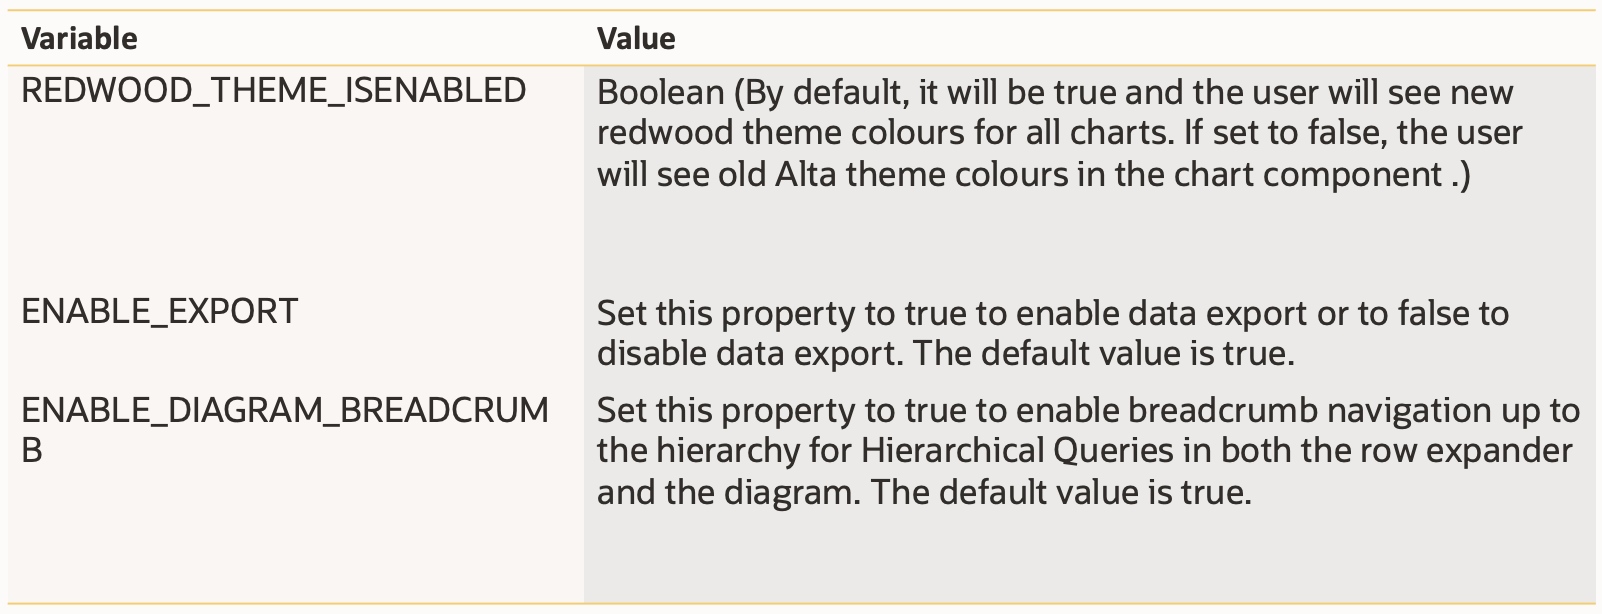 Variable Value
REDWOOD_THEME_ISENABLED Boolean (By default, it will be true and the user will see new
redwood theme colours for all charts. If set to false, the user
will see old Alta theme colours in the chart component .)
ENABLE_EXPORT Set this property to true to enable data export or to false to
disable data export. The default value is true.
ENABLE_DIAGRAM_BREADCRUM Set this property to true to enable breadcrumb navigation up to
B the hierarchy for Hierarchical Queries in both the row expander
and the diagram. The default value is true.